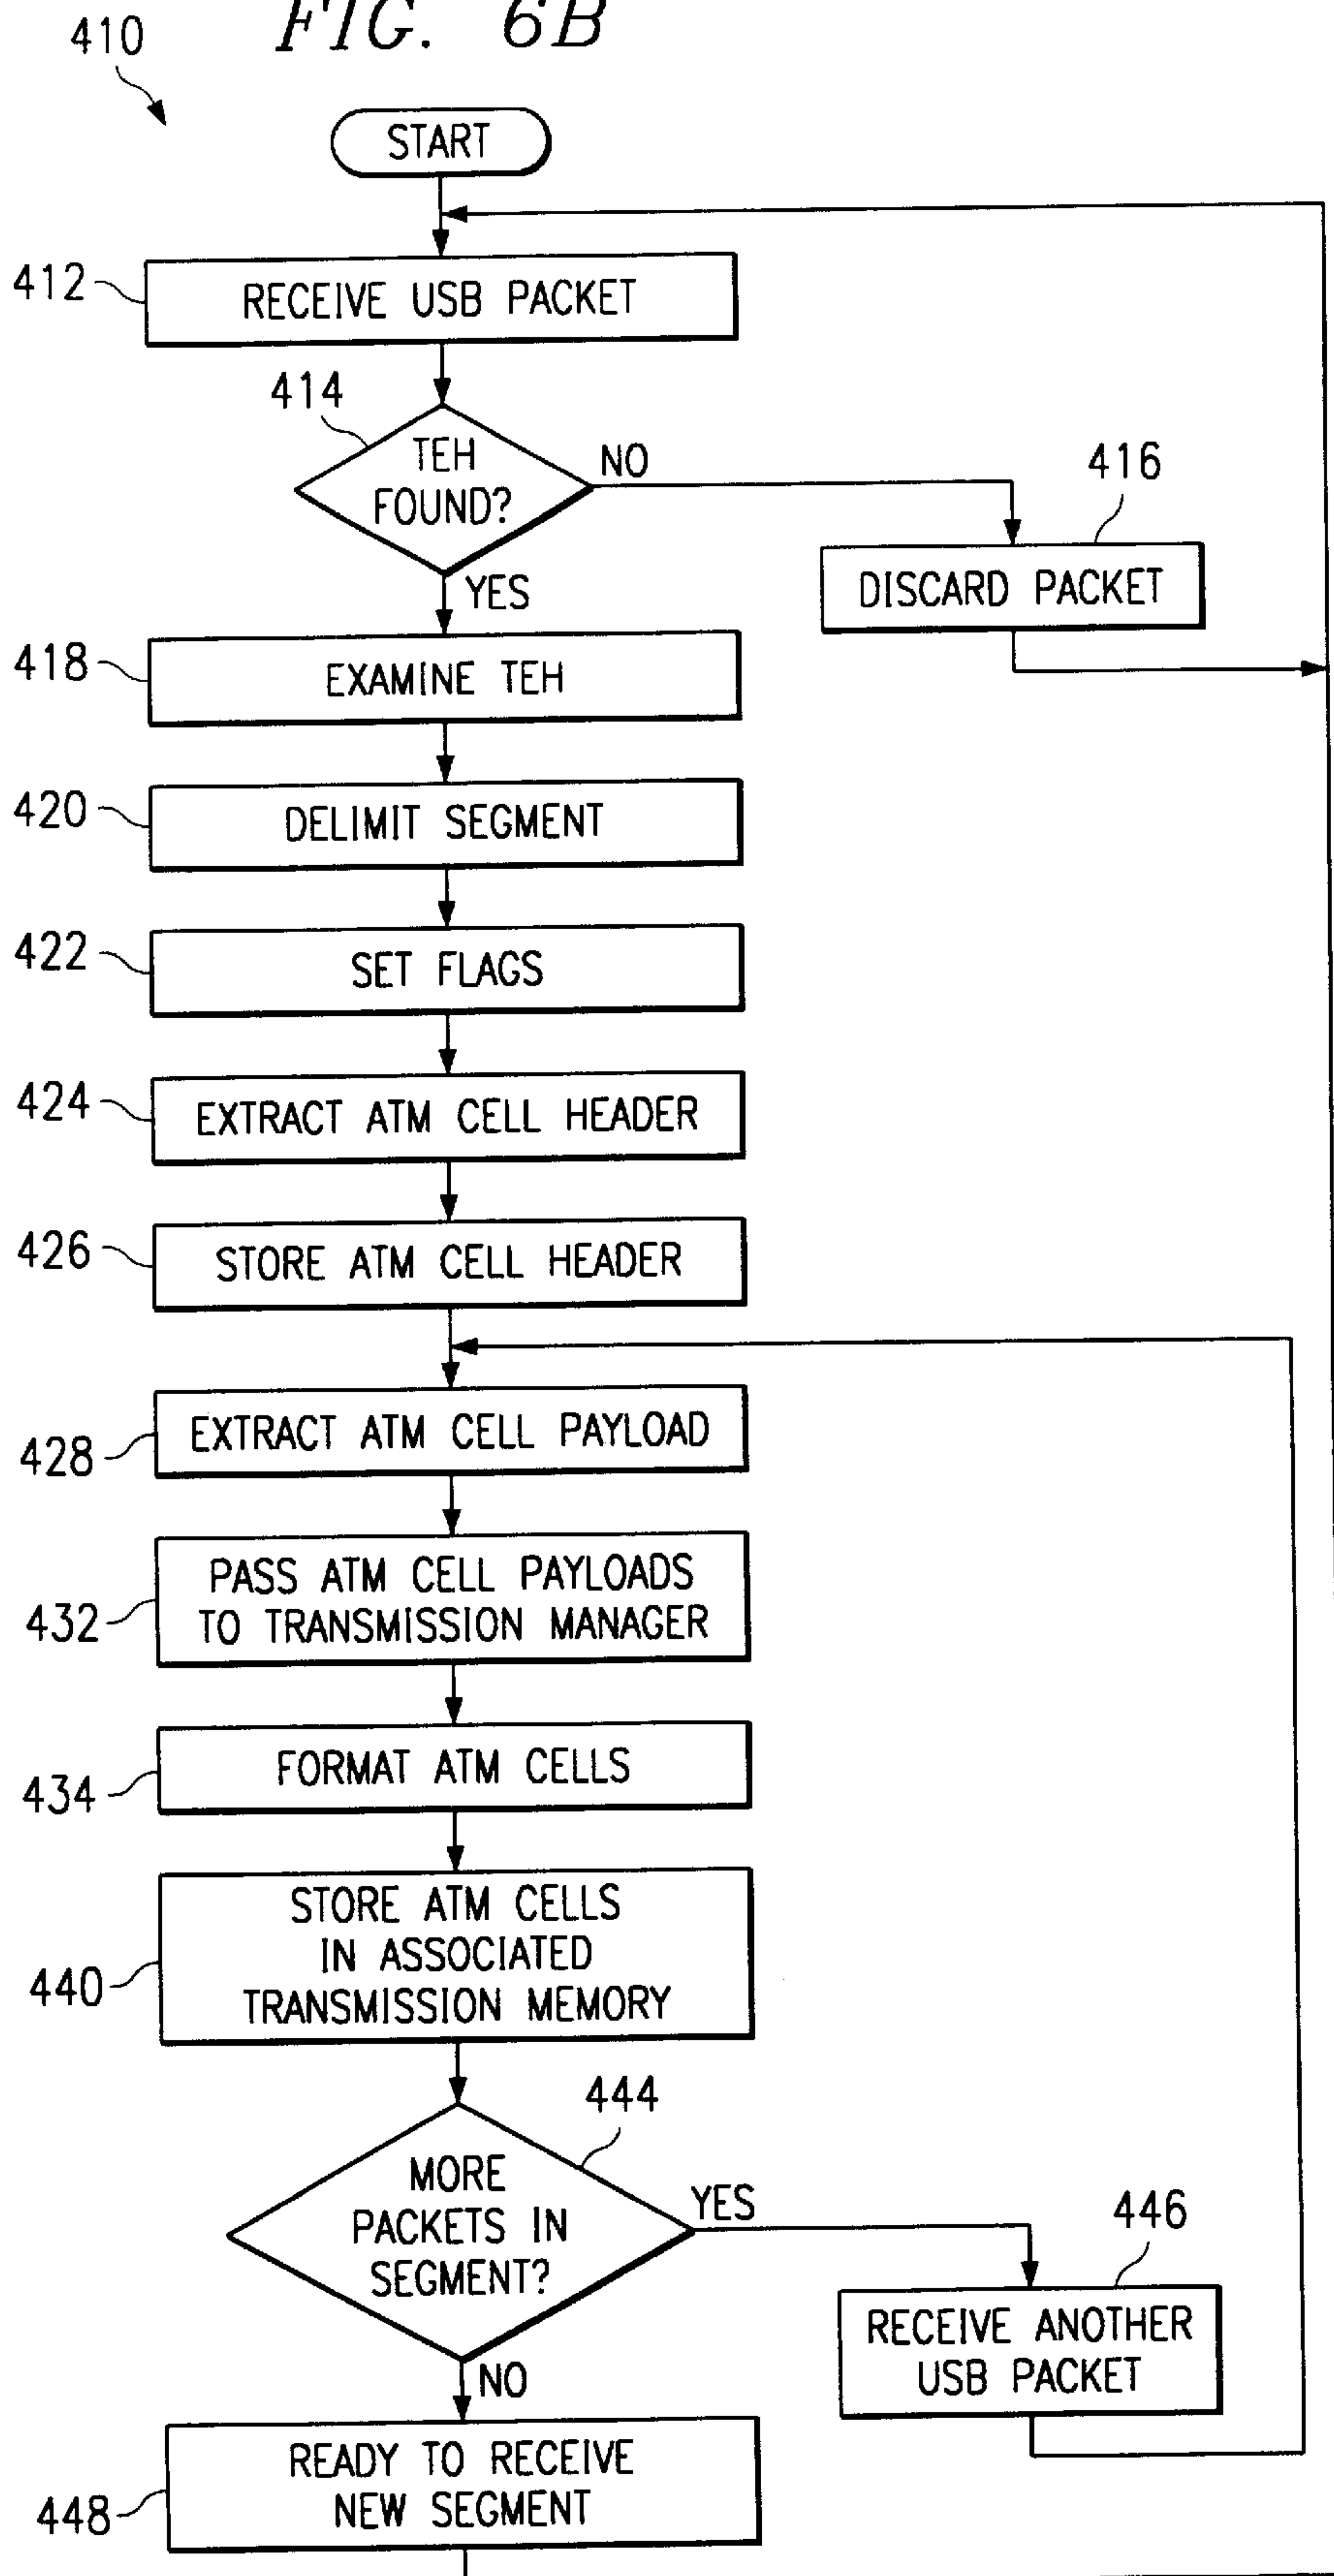 FIG. 6B
410
START
412
RECEIVE USB PACKET
414
TEH
FOUND?
NO
416
DISCARD PACKET
YES
418
EXAMINE TEH
420
DELIMIT SEGMENT
422
SET FLAGS
424
EXTRACT ATM CELL HEADER
426
STORE ATM CELL HEADER
428
EXTRACT ATM CELL PAYLOAD
432
PASS ATM CELL PAYLOADS
TO TRANSMISSION MANAGER
434
FORMAT ATM CELLS
440
STORE ATM CELLS
IN ASSOCIATED
TRANSMISSION MEMORY
444
MORE
PACKETS IN
SEGMENT?
YES
446
RECEIVE ANOTHER
USB PACKET
NO
448
READY TO RECEIVE
NEW SEGMENT